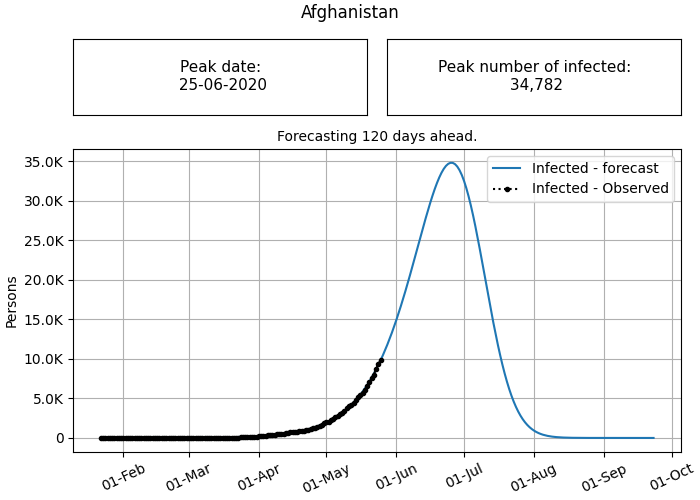 Afghanistan
Peak date:
25-06-2020
Peak number of infected:
34,782
Forecasting 120 days ahead.
35.0K
30.0K
25.0K
20.0K
15.0K
10.0K
5.0K
0
Persons
Infected - forecast
Infected - Observed
01-Feb
01-Mar
01-Apr
01-May
01-Jun
01-Jul
01-Aug
01-Sep
01-Oct